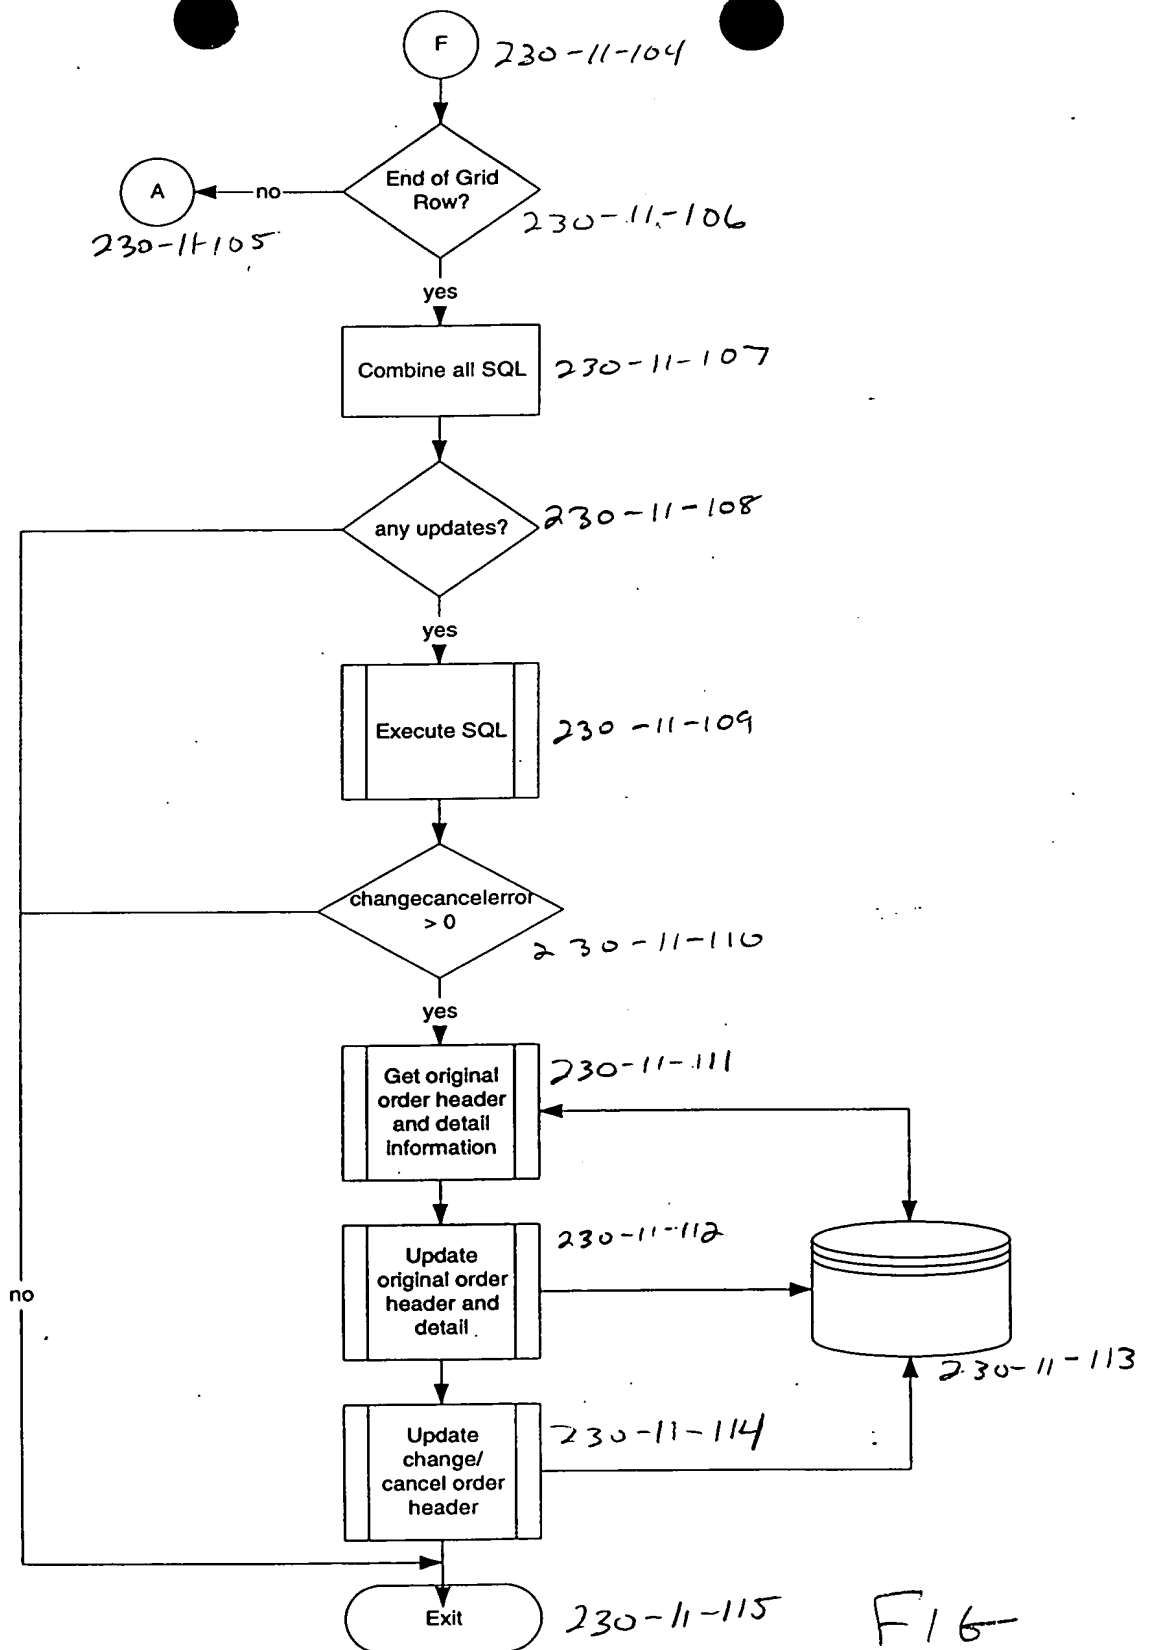 F
230-11-104
End of Grid
Row?
A
no
230-11-105
230-11-106
yes
Combine all SQL
230-11-107
any updates?
230-11-108
yes
Execute SQL
230-11-109
changecancelerror
> 0
230-11-110
yes
Get original
order header
and detail
information
230-11-111
Update
original order
header and
detail
230-11-112
no
230-11-113
Update
change/
cancel order
header
230-11-114
Exit
230-11-115
FIG